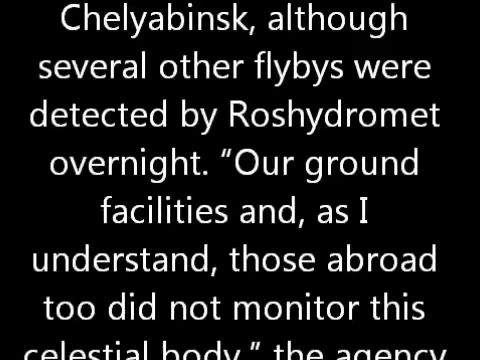 Chelyabinsk, although
several other flybys were
detected by Roshydromet
overnight. “Our ground
facilities and, as I
understand, those abroad
too did not monitor this
celestial body,” the agency